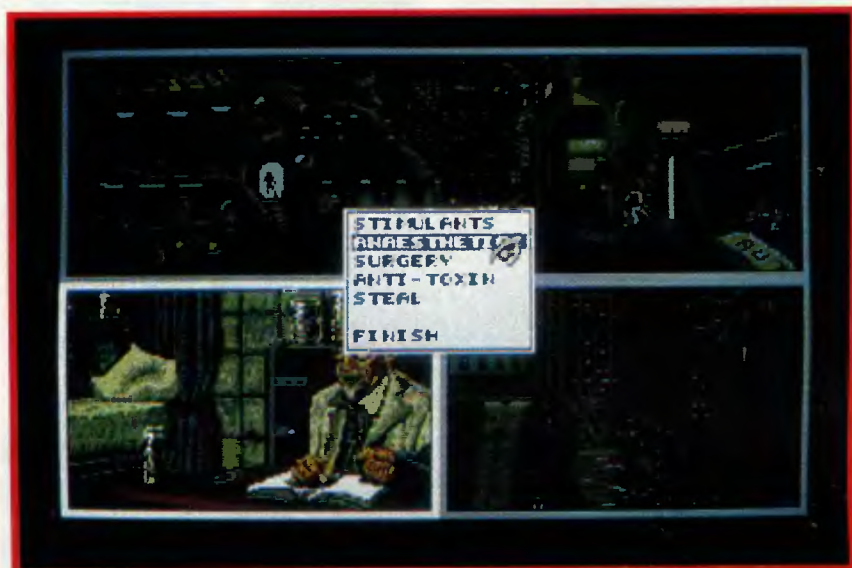 STIMULANTS
ANAESTHETICS
SURGERY
ANTI-TOXIN
STEAL
FINISH